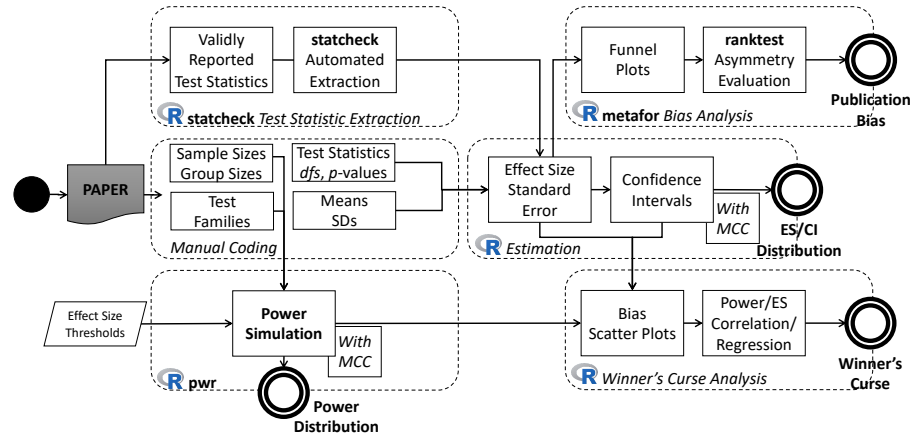 Validly
Reported
Test Statistics
statcheck
Automated
Extraction
R statcheck Test Statistic Extraction
Funnel
Plots
ranktest
Asymmetry
Evaluation
R metafor Bias Analysis
Publication
Bias
PAPER
Sample Sizes
Group Sizes
Test Statistics
dfs, p-values
Test
Families
Means
SDs
Manual Coding
Effect Size
Standard
Error
Confidence
Intervals
With
MCC
R Estimation
ES/CI
Distribution
Effect Size
Thresholds
Power
Simulation
With
MCC
R pwr
Power
Distribution
Bias
Scatter Plots
Power/ES
Correlation/
Regression
R Winner's Curse Analysis
Winner's
Curse